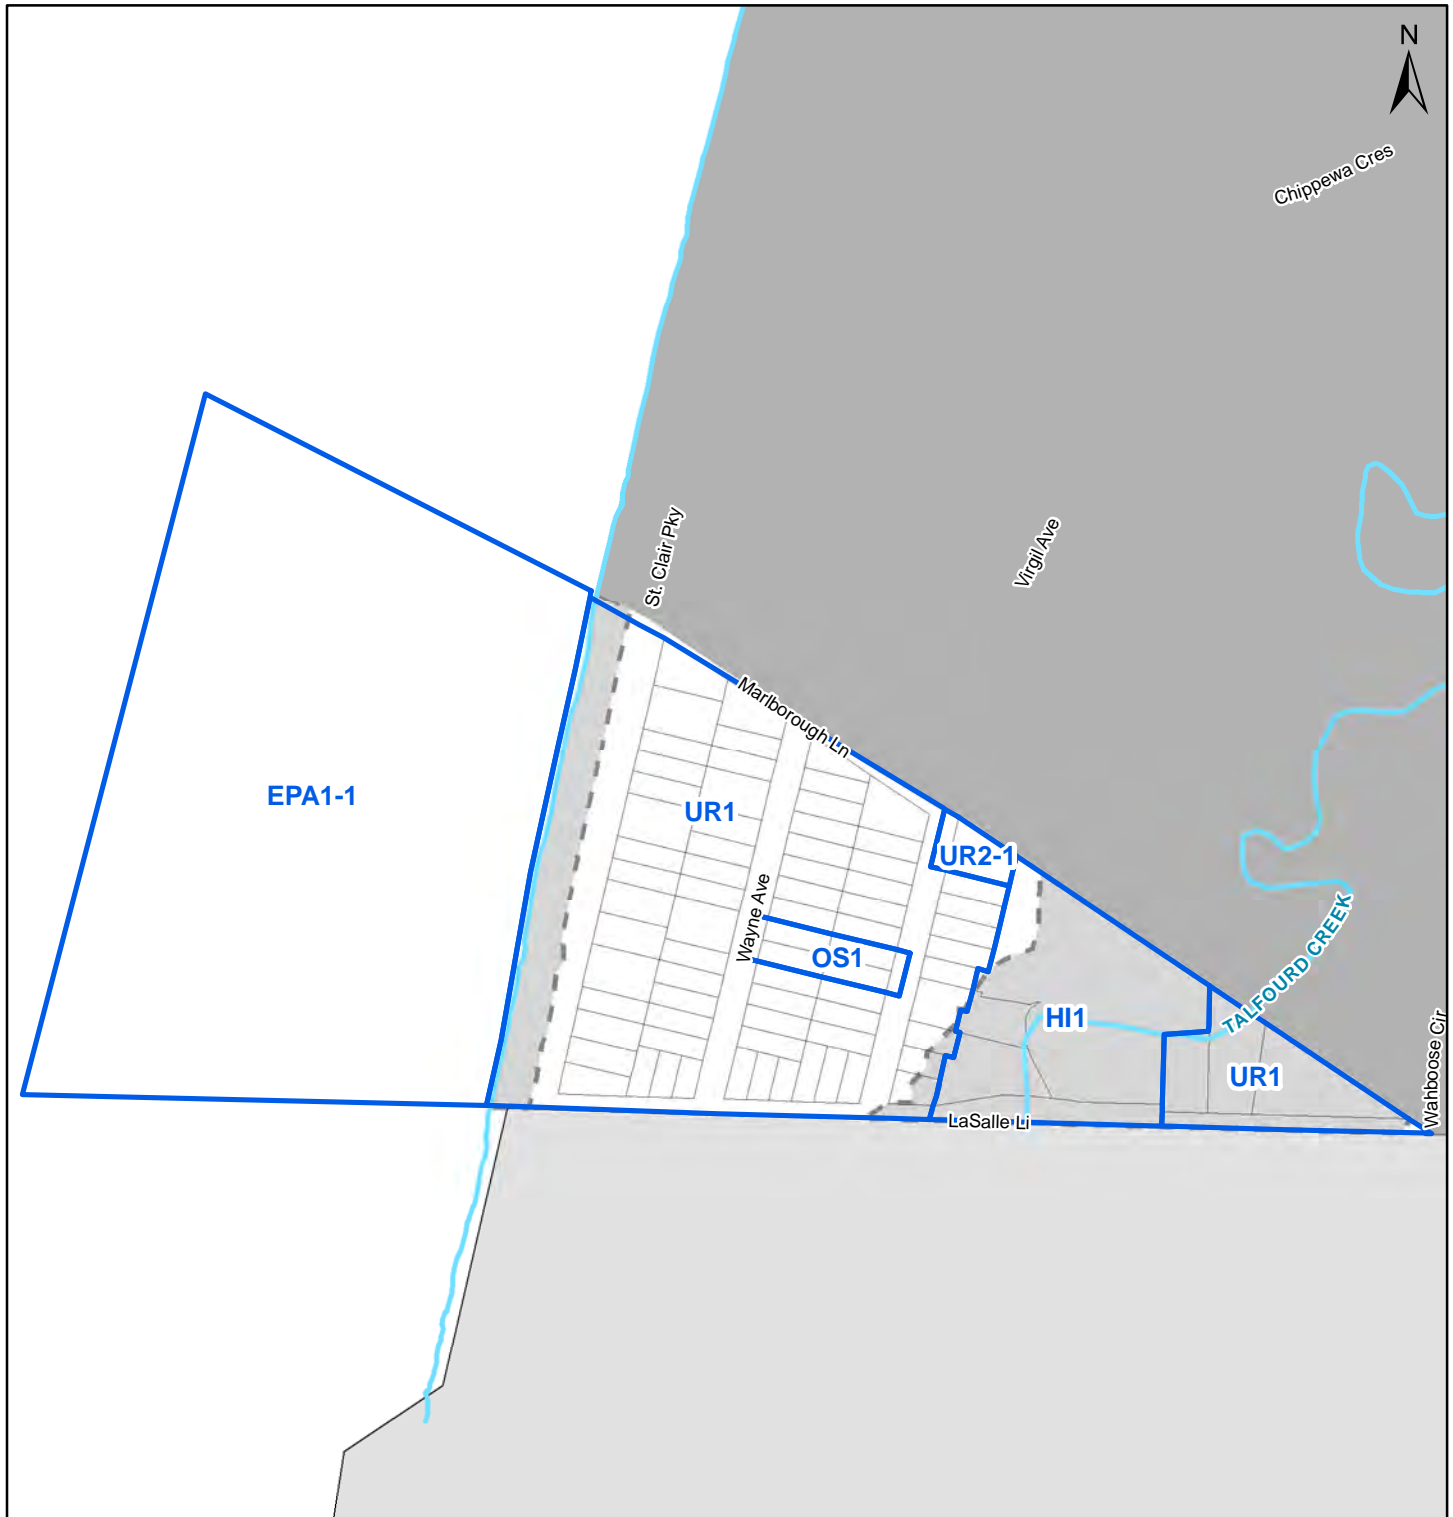 N
Chippewa Cres
St. Clair Pky
Virgil Ave
Marlborough Ln
EPA1-1
UR1
UR2-1
Wayne Ave
OS1
TALFOURD CREEK
HI1
UR1
Wahboose Cir
LaSalle Li